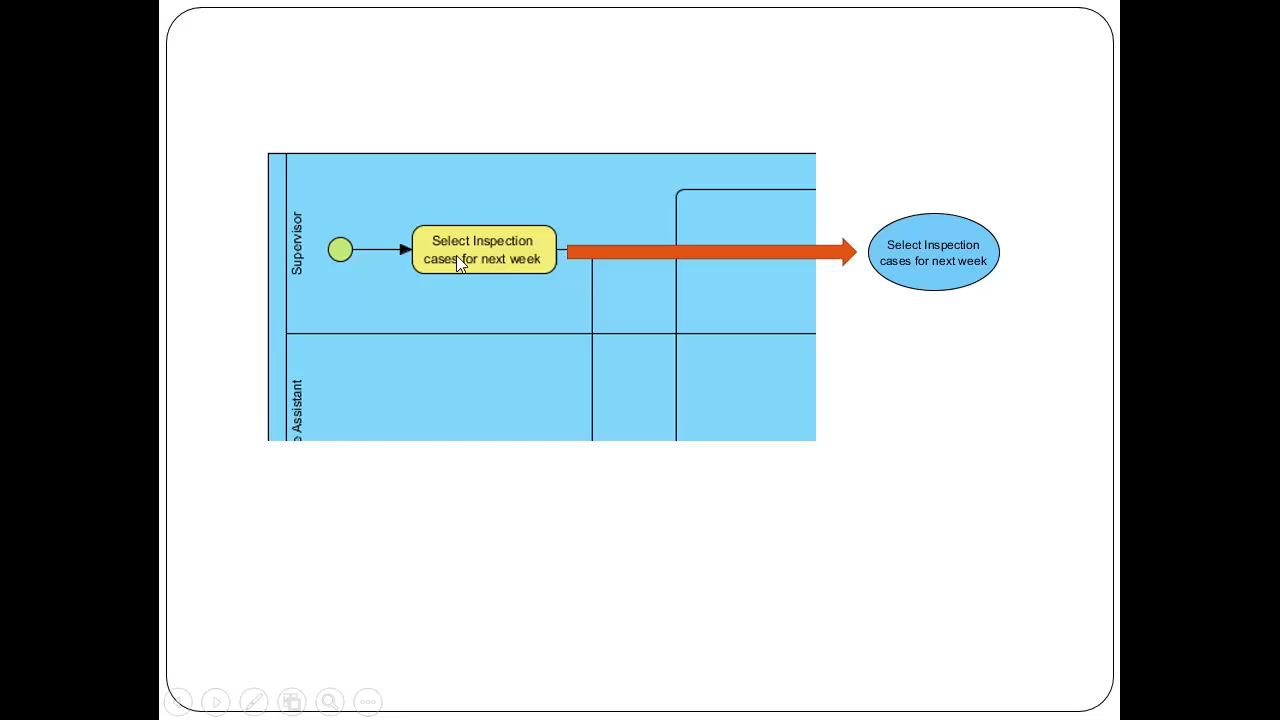 Supervisor
Select Inspection
cases for next week
Select Inspection
cases for next week
Assistant